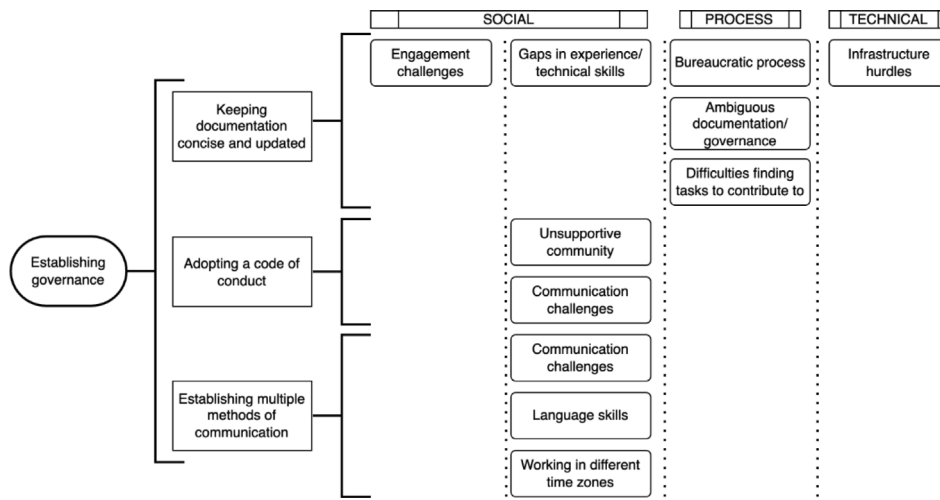 SOCIAL
PROCESS
TECHNICAL
Engagement
challenges
Gaps in experience/
technical skills
Bureaucratic process
Infrastructure
hurdles
Keeping
documentation
concise and updated
Ambiguous
documentation/
governance
Difficulties finding
tasks to contribute to
Establishing
governance
Adopting a code of
conduct
Unsupportive
community
Communication
challenges
Establishing multiple
methods of
communication
Communication
challenges
Language skills
Working in different
time zones